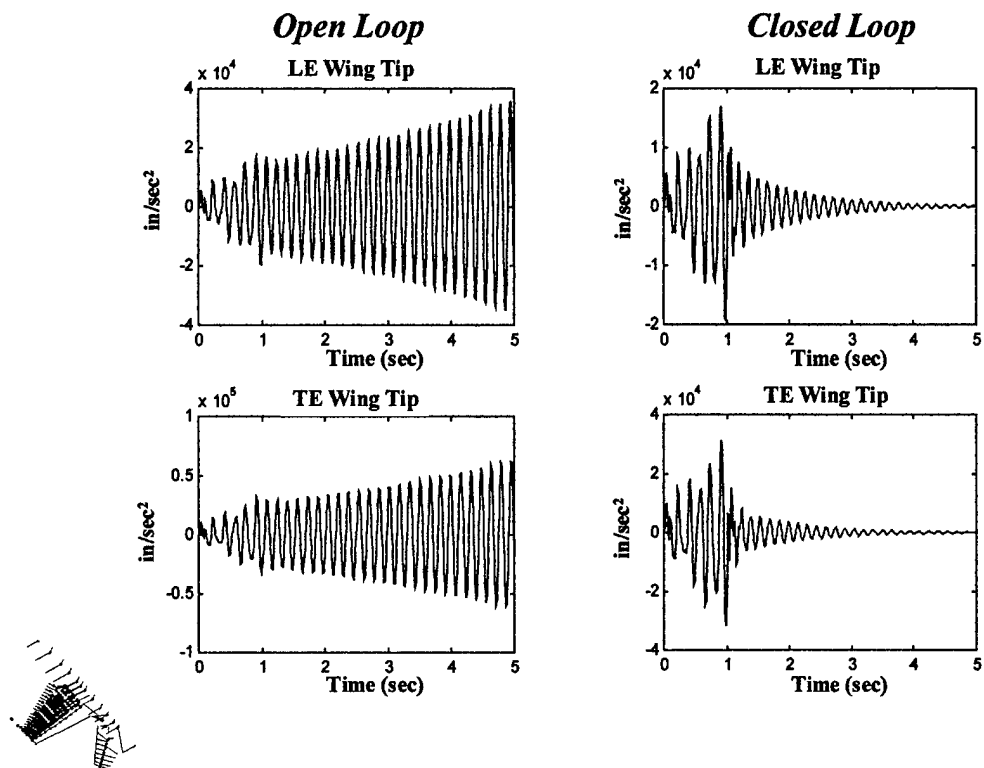 Open Loop
Closed Loop
LE Wing Tip
x 10^4
in/sec^2
4
2
0
-2
-4
0 1 2 3 4 5
Time (sec)
LE Wing Tip
x 10^4
in/sec^2
2
1
0
-1
-2
0 1 2 3 4 5
Time (sec)
TE Wing Tip
x 10^5
in/sec^2
1
0.5
0
-0.5
-1
0 1 2 3 4 5
Time (sec)
TE Wing Tip
x 10^4
in/sec^2
4
2
0
-2
-4
0 1 2 3 4 5
Time (sec)